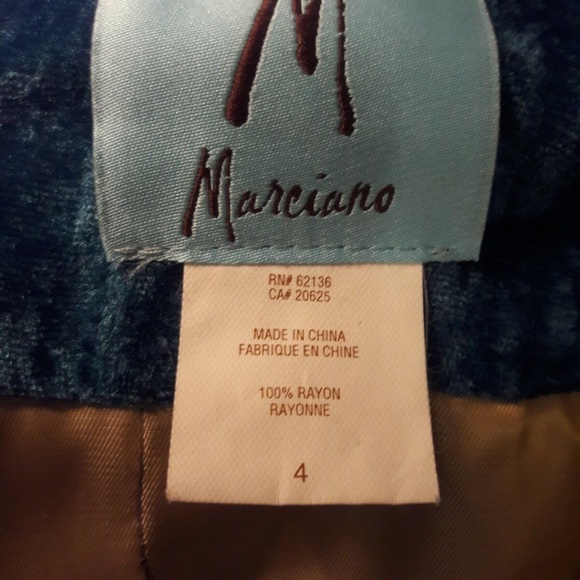 M
Marciano
RN# 62136
CA# 20625
MADE IN CHINA
FABRIQUE EN CHINE
100% RAYON
RAYONNE
4